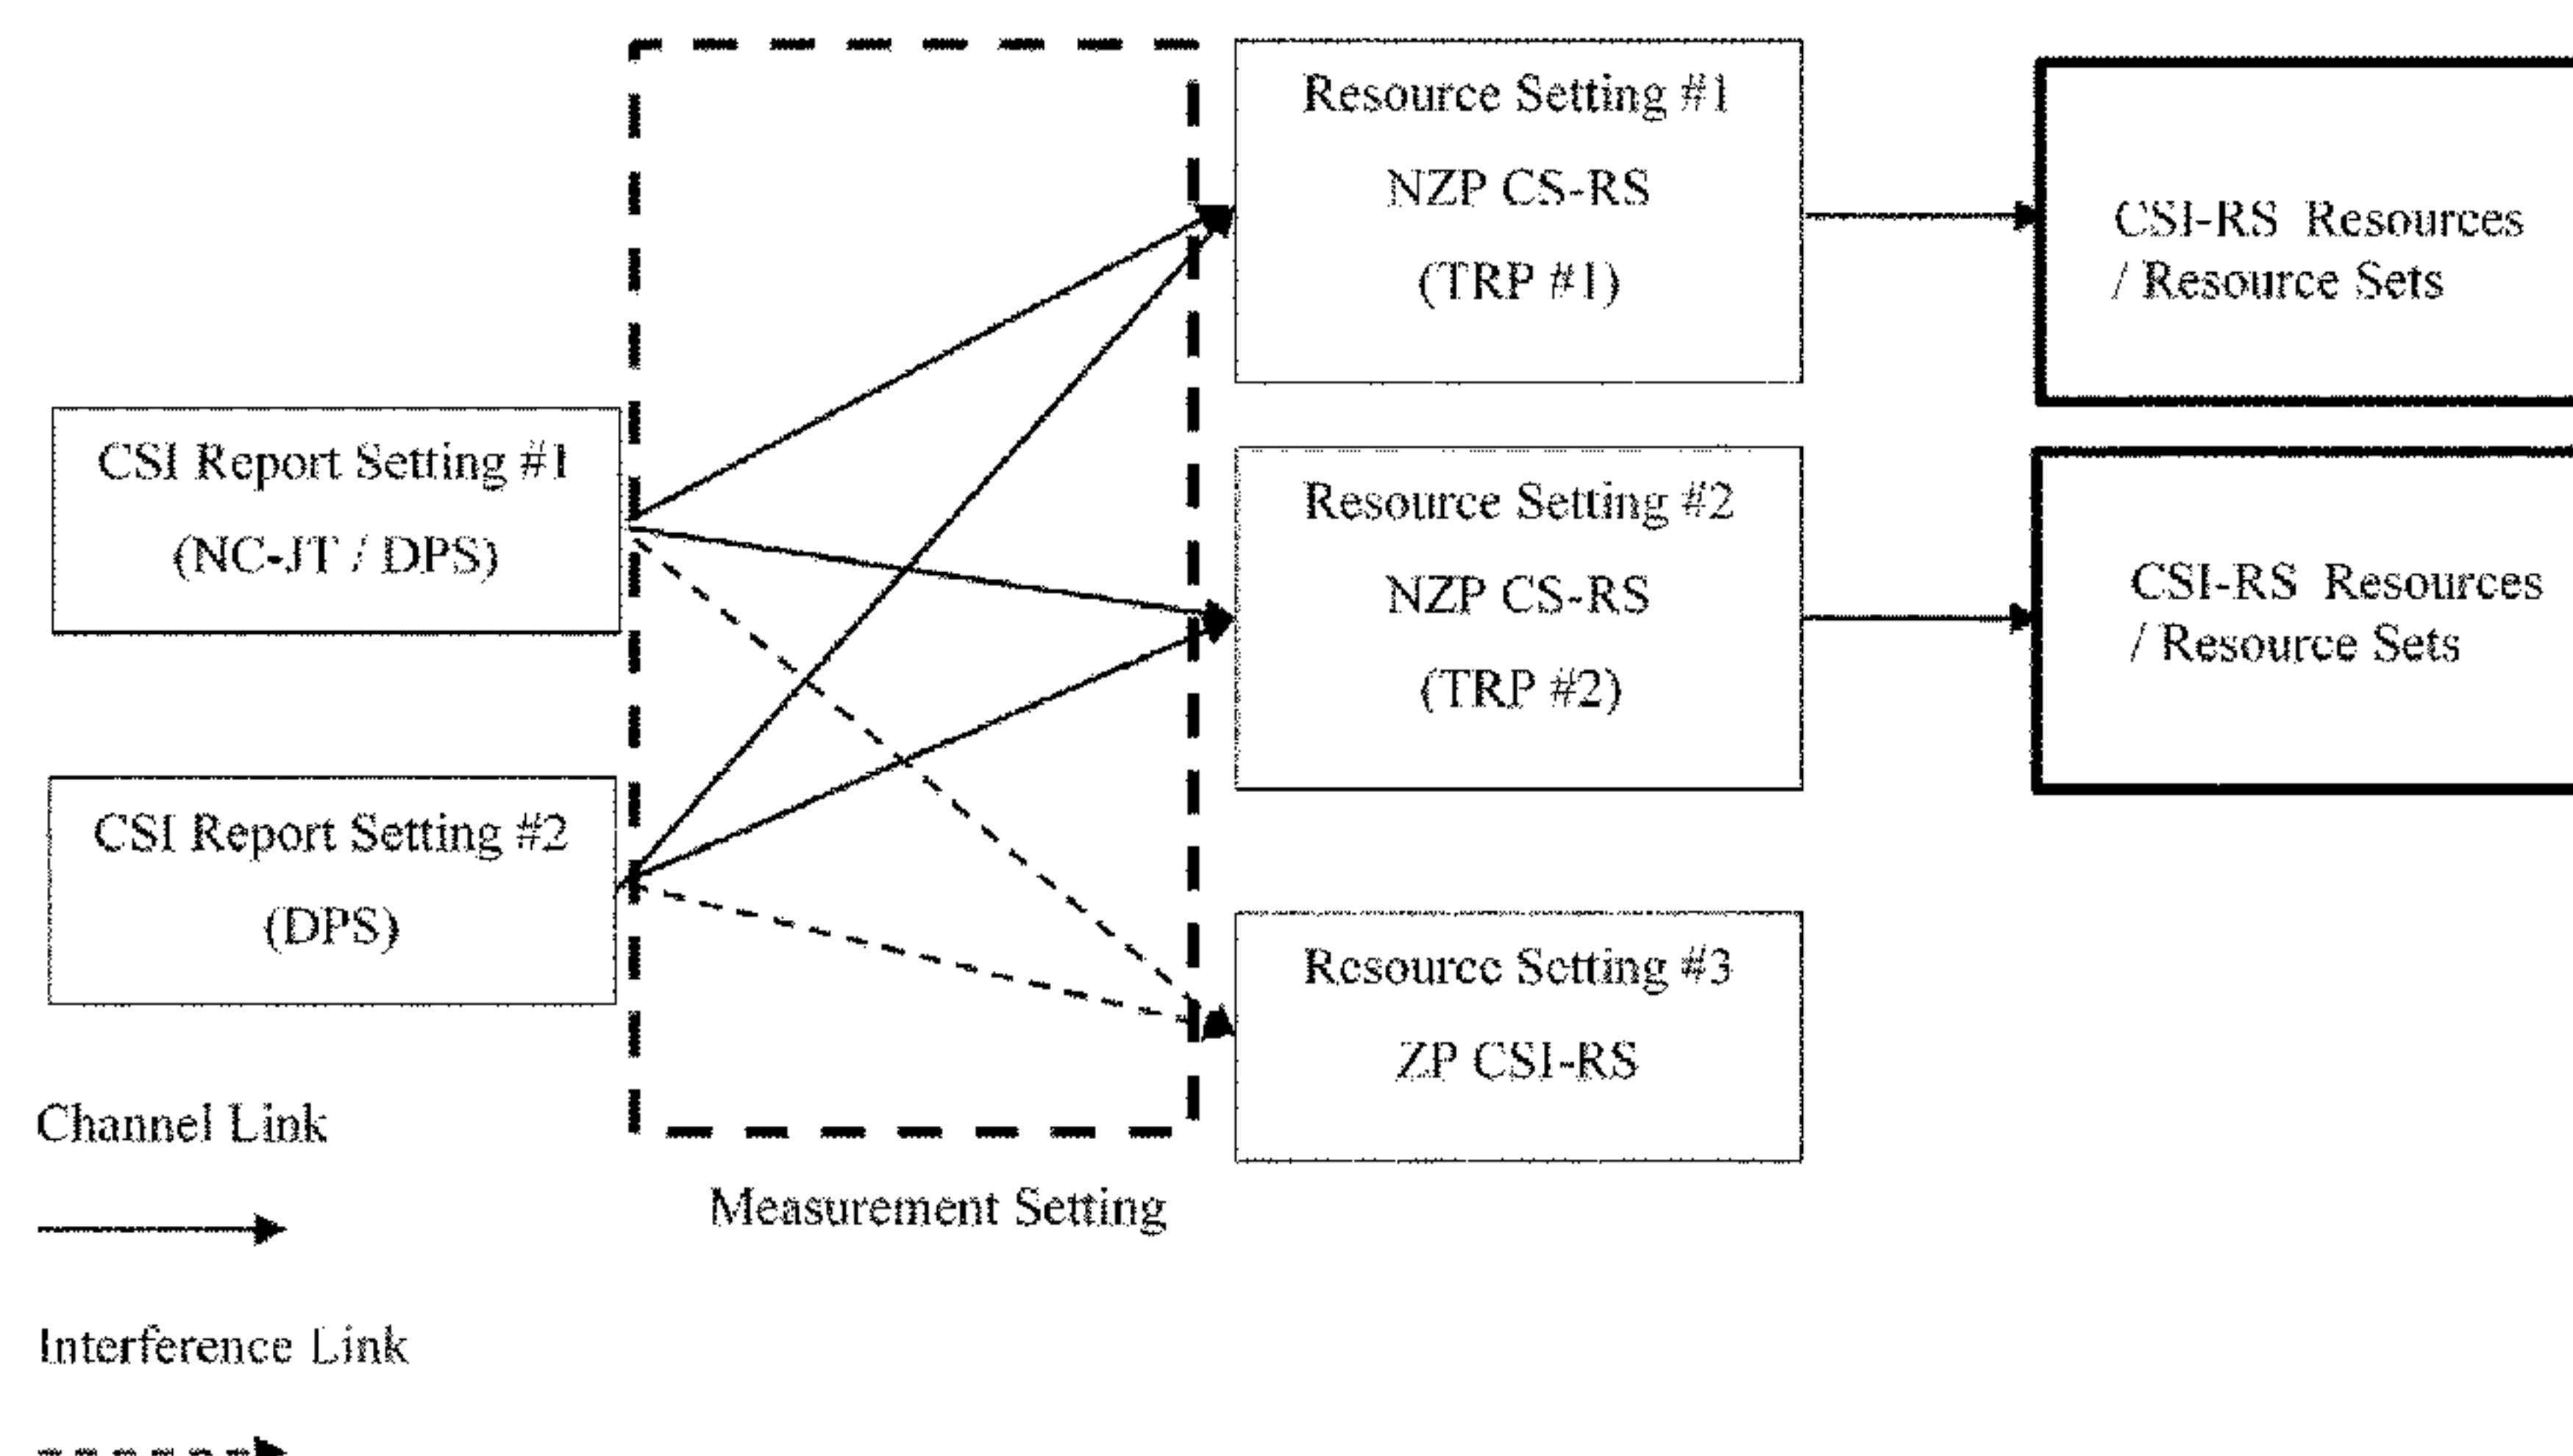 Resource Setting #1
NZP CS-RS
(TRP #1)
CSI-RS Resources
/ Resource Sets
CSI Report Setting #1
(NC-JT / DPS)
Resource Setting #2
NZP CS-RS
(TRP #2)
CSI-RS Resources
/ Resource Sets
CSI Report Setting #2
(DPS)
Resource Setting #3
ZP CSI-RS
Channel Link
Measurement Setting
Interference Link